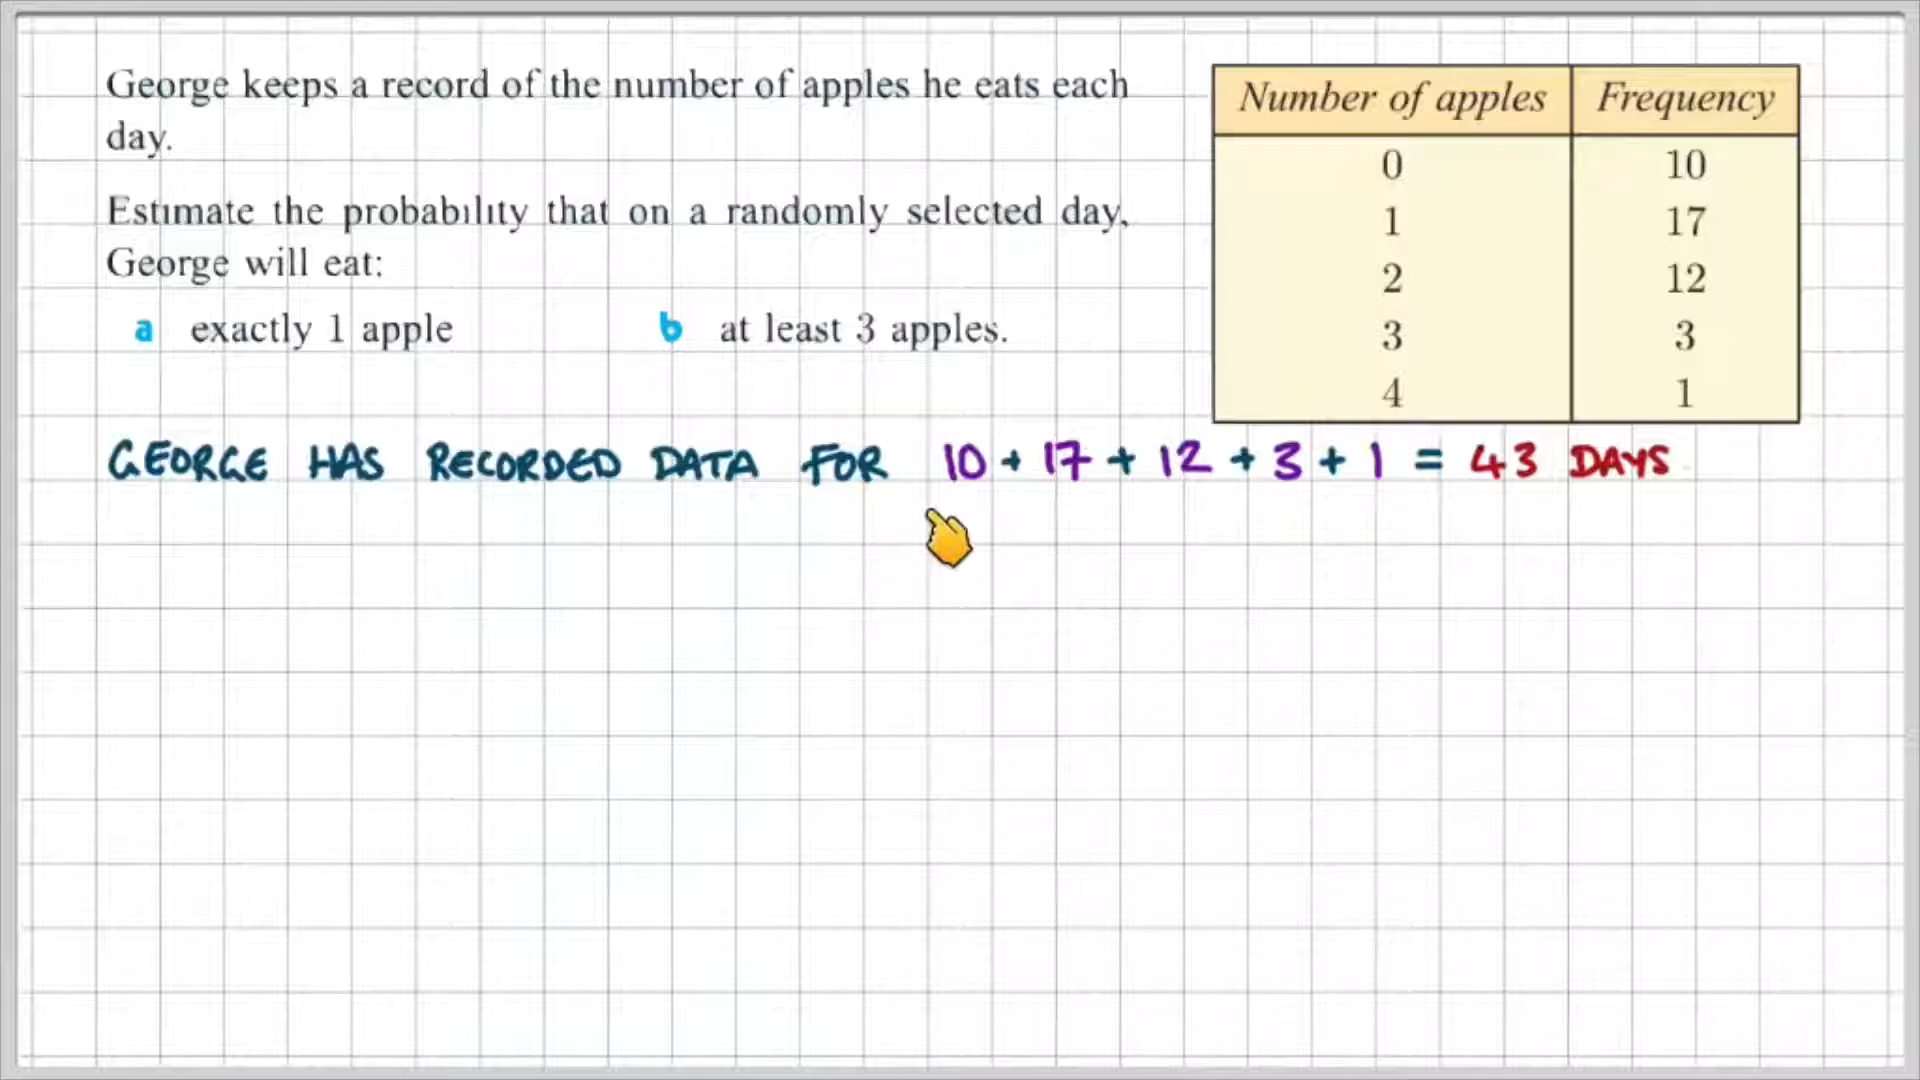 George keeps a record of the number of apples he eats each
day.
Estimate the probability that on a randomly selected day,
George will eat:
a exactly 1 apple
b at least 3 apples.
Number of apples Frequency
0 10
1 17
2 12
3 3
4 1
GEORGE HAS RECORDED DATA FOR 10 + 17 + 12 + 3 + 1 = 43 DAYS